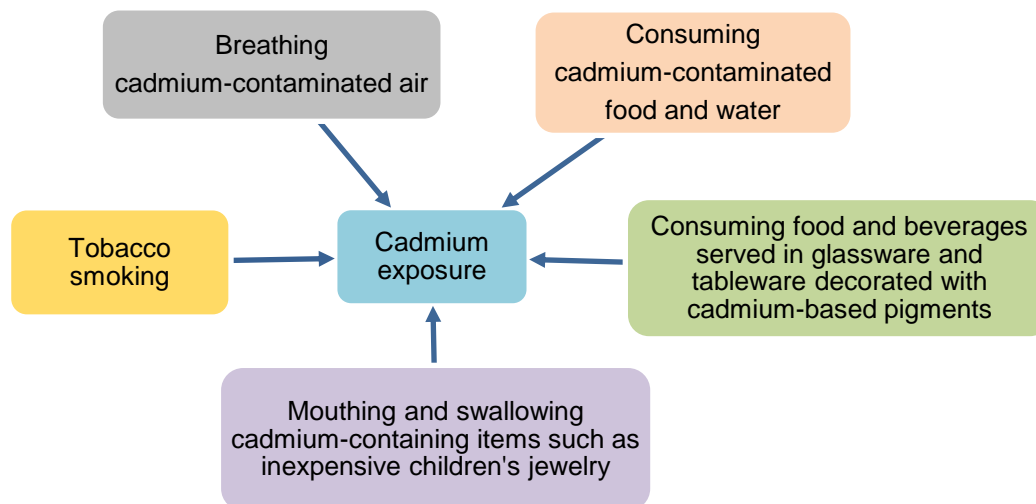 Breathing
cadmium-contaminated air
Consuming
cadmium-contaminated
food and water
Tobacco
smoking
Cadmium
exposure
Consuming food and beverages
served in glassware and
tableware decorated with
cadmium-based pigments
Mouthing and swallowing
cadmium-containing items such as
inexpensive children's jewelry